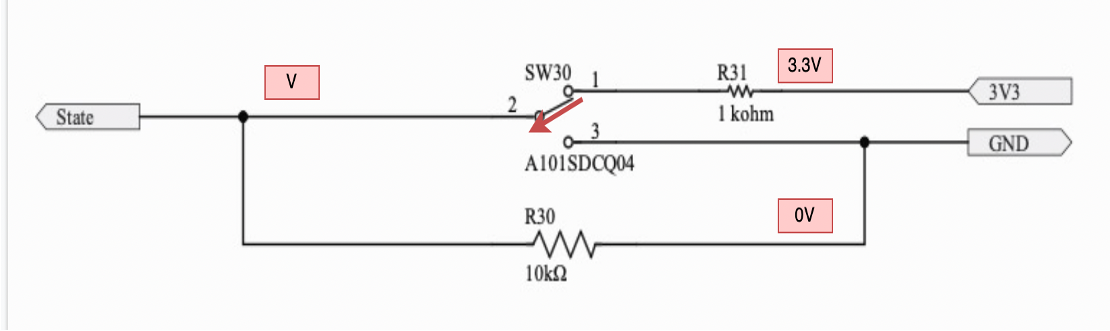 V
SW30
1
R31
3.3V
3V3
State
2
1 kohm
3
GND
A101SDCQ04
R30
0V
10kΩ